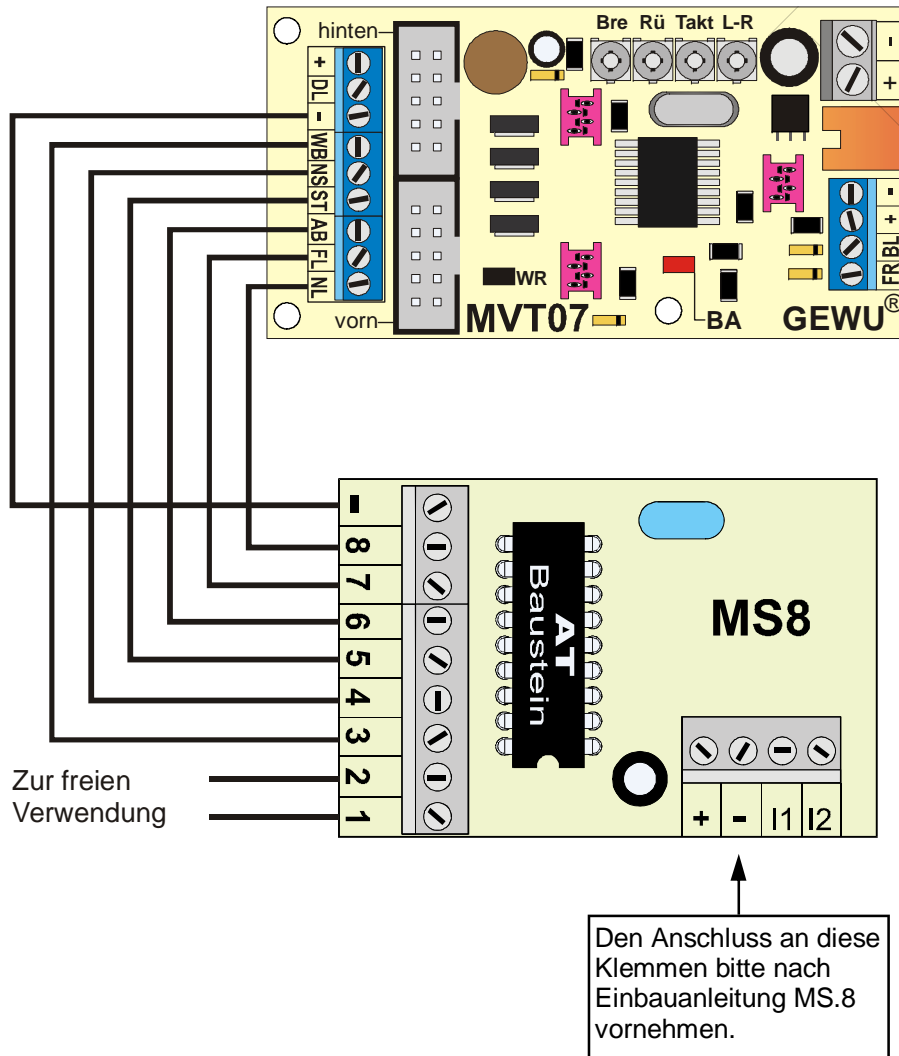 hinten
Bre Rü Takt L-R
+
DL
-
WB
NS
ST
AB
FL
NL
-
+
-
+
BL
FR
WR
vorn
MVT07
BA
GEWU®
-
8
7
6
5
4
3
2
1
AT
Baustein
MS8
Zur freien
Verwendung
+ - I1 I2
Den Anschluss an diese
Klemmen bitte nach
Einbauanleitung MS.8
vornehmen.